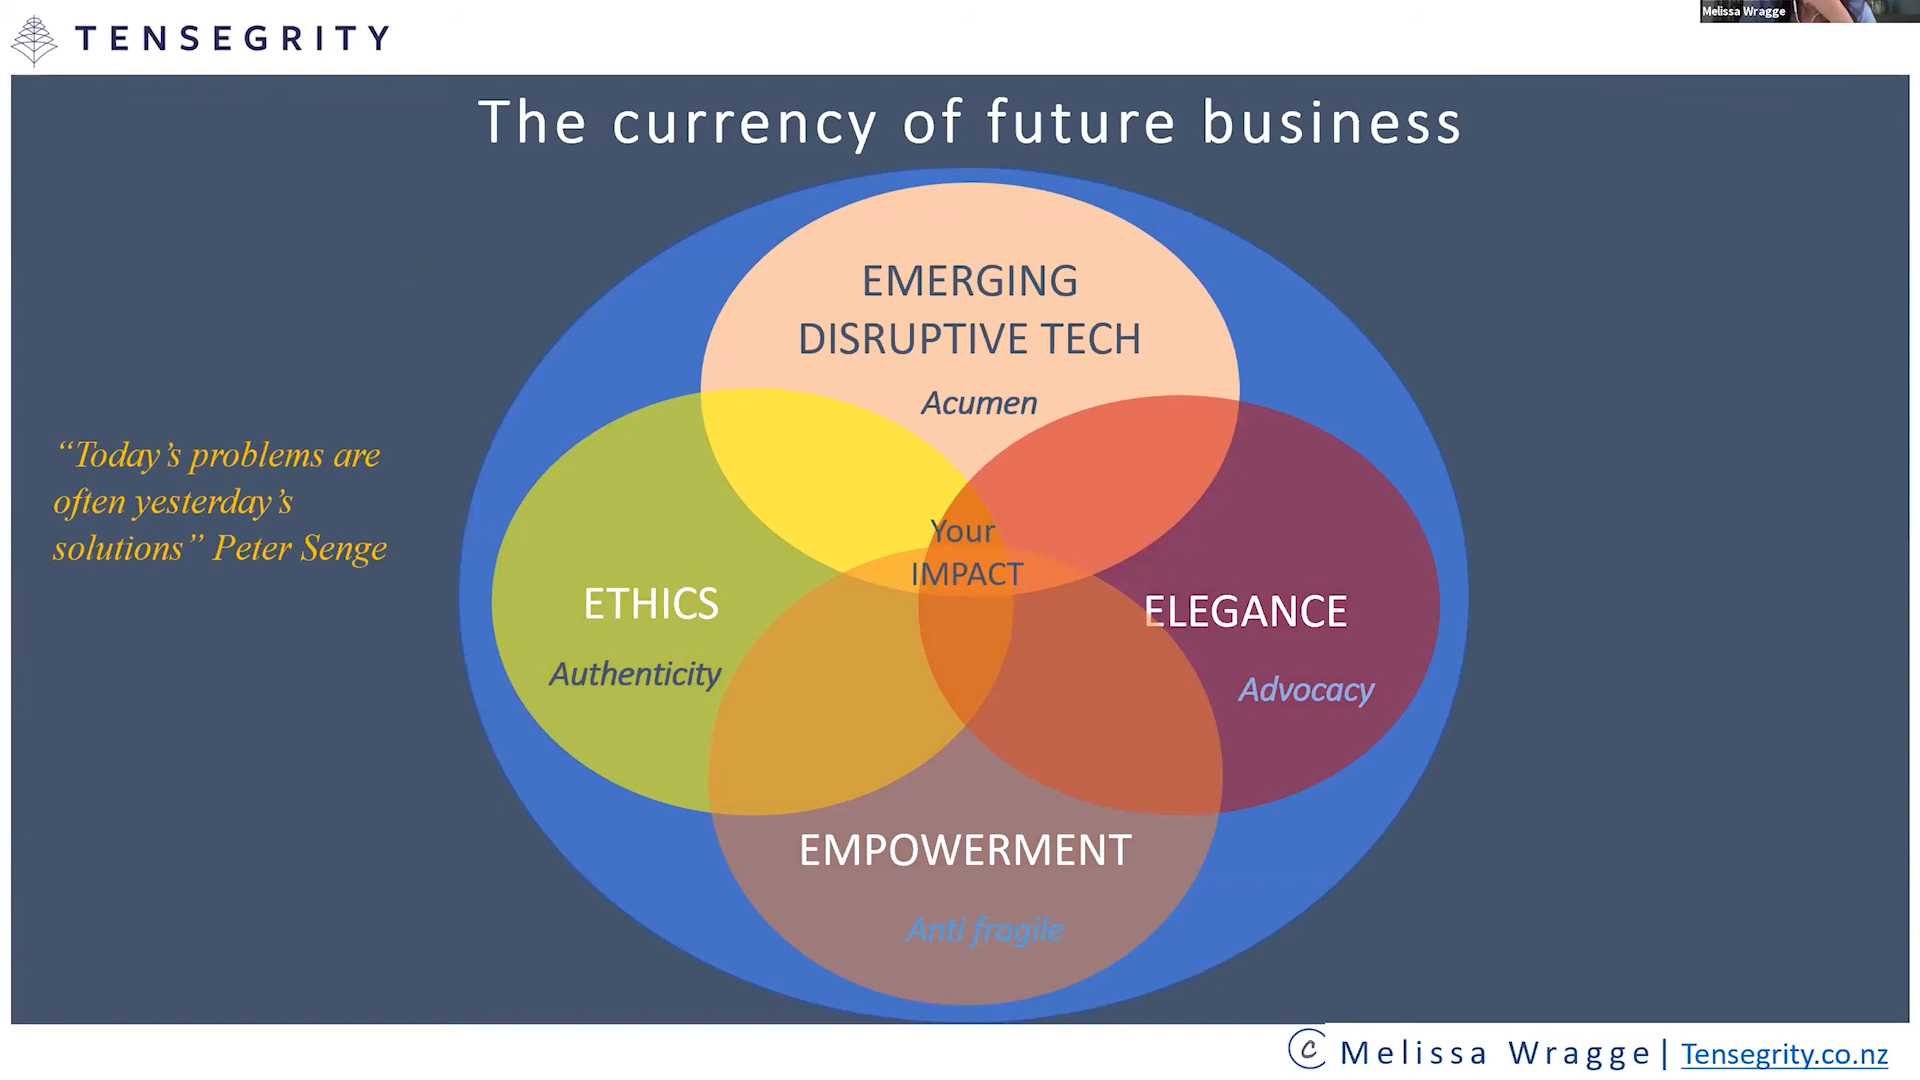 TENSEGRITY
Melissa Wragge
The currency of future business
EMERGING
DISRUPTIVE TECH
Acumen
“Today’s problems are
often yesterday’s
solutions” Peter Senge
Your
IMPACT
ETHICS
Authenticity
ELEGANCE
Advocacy
EMPOWERMENT
Anti fragile
© Melissa Wragge| Tensegrity.co.nz